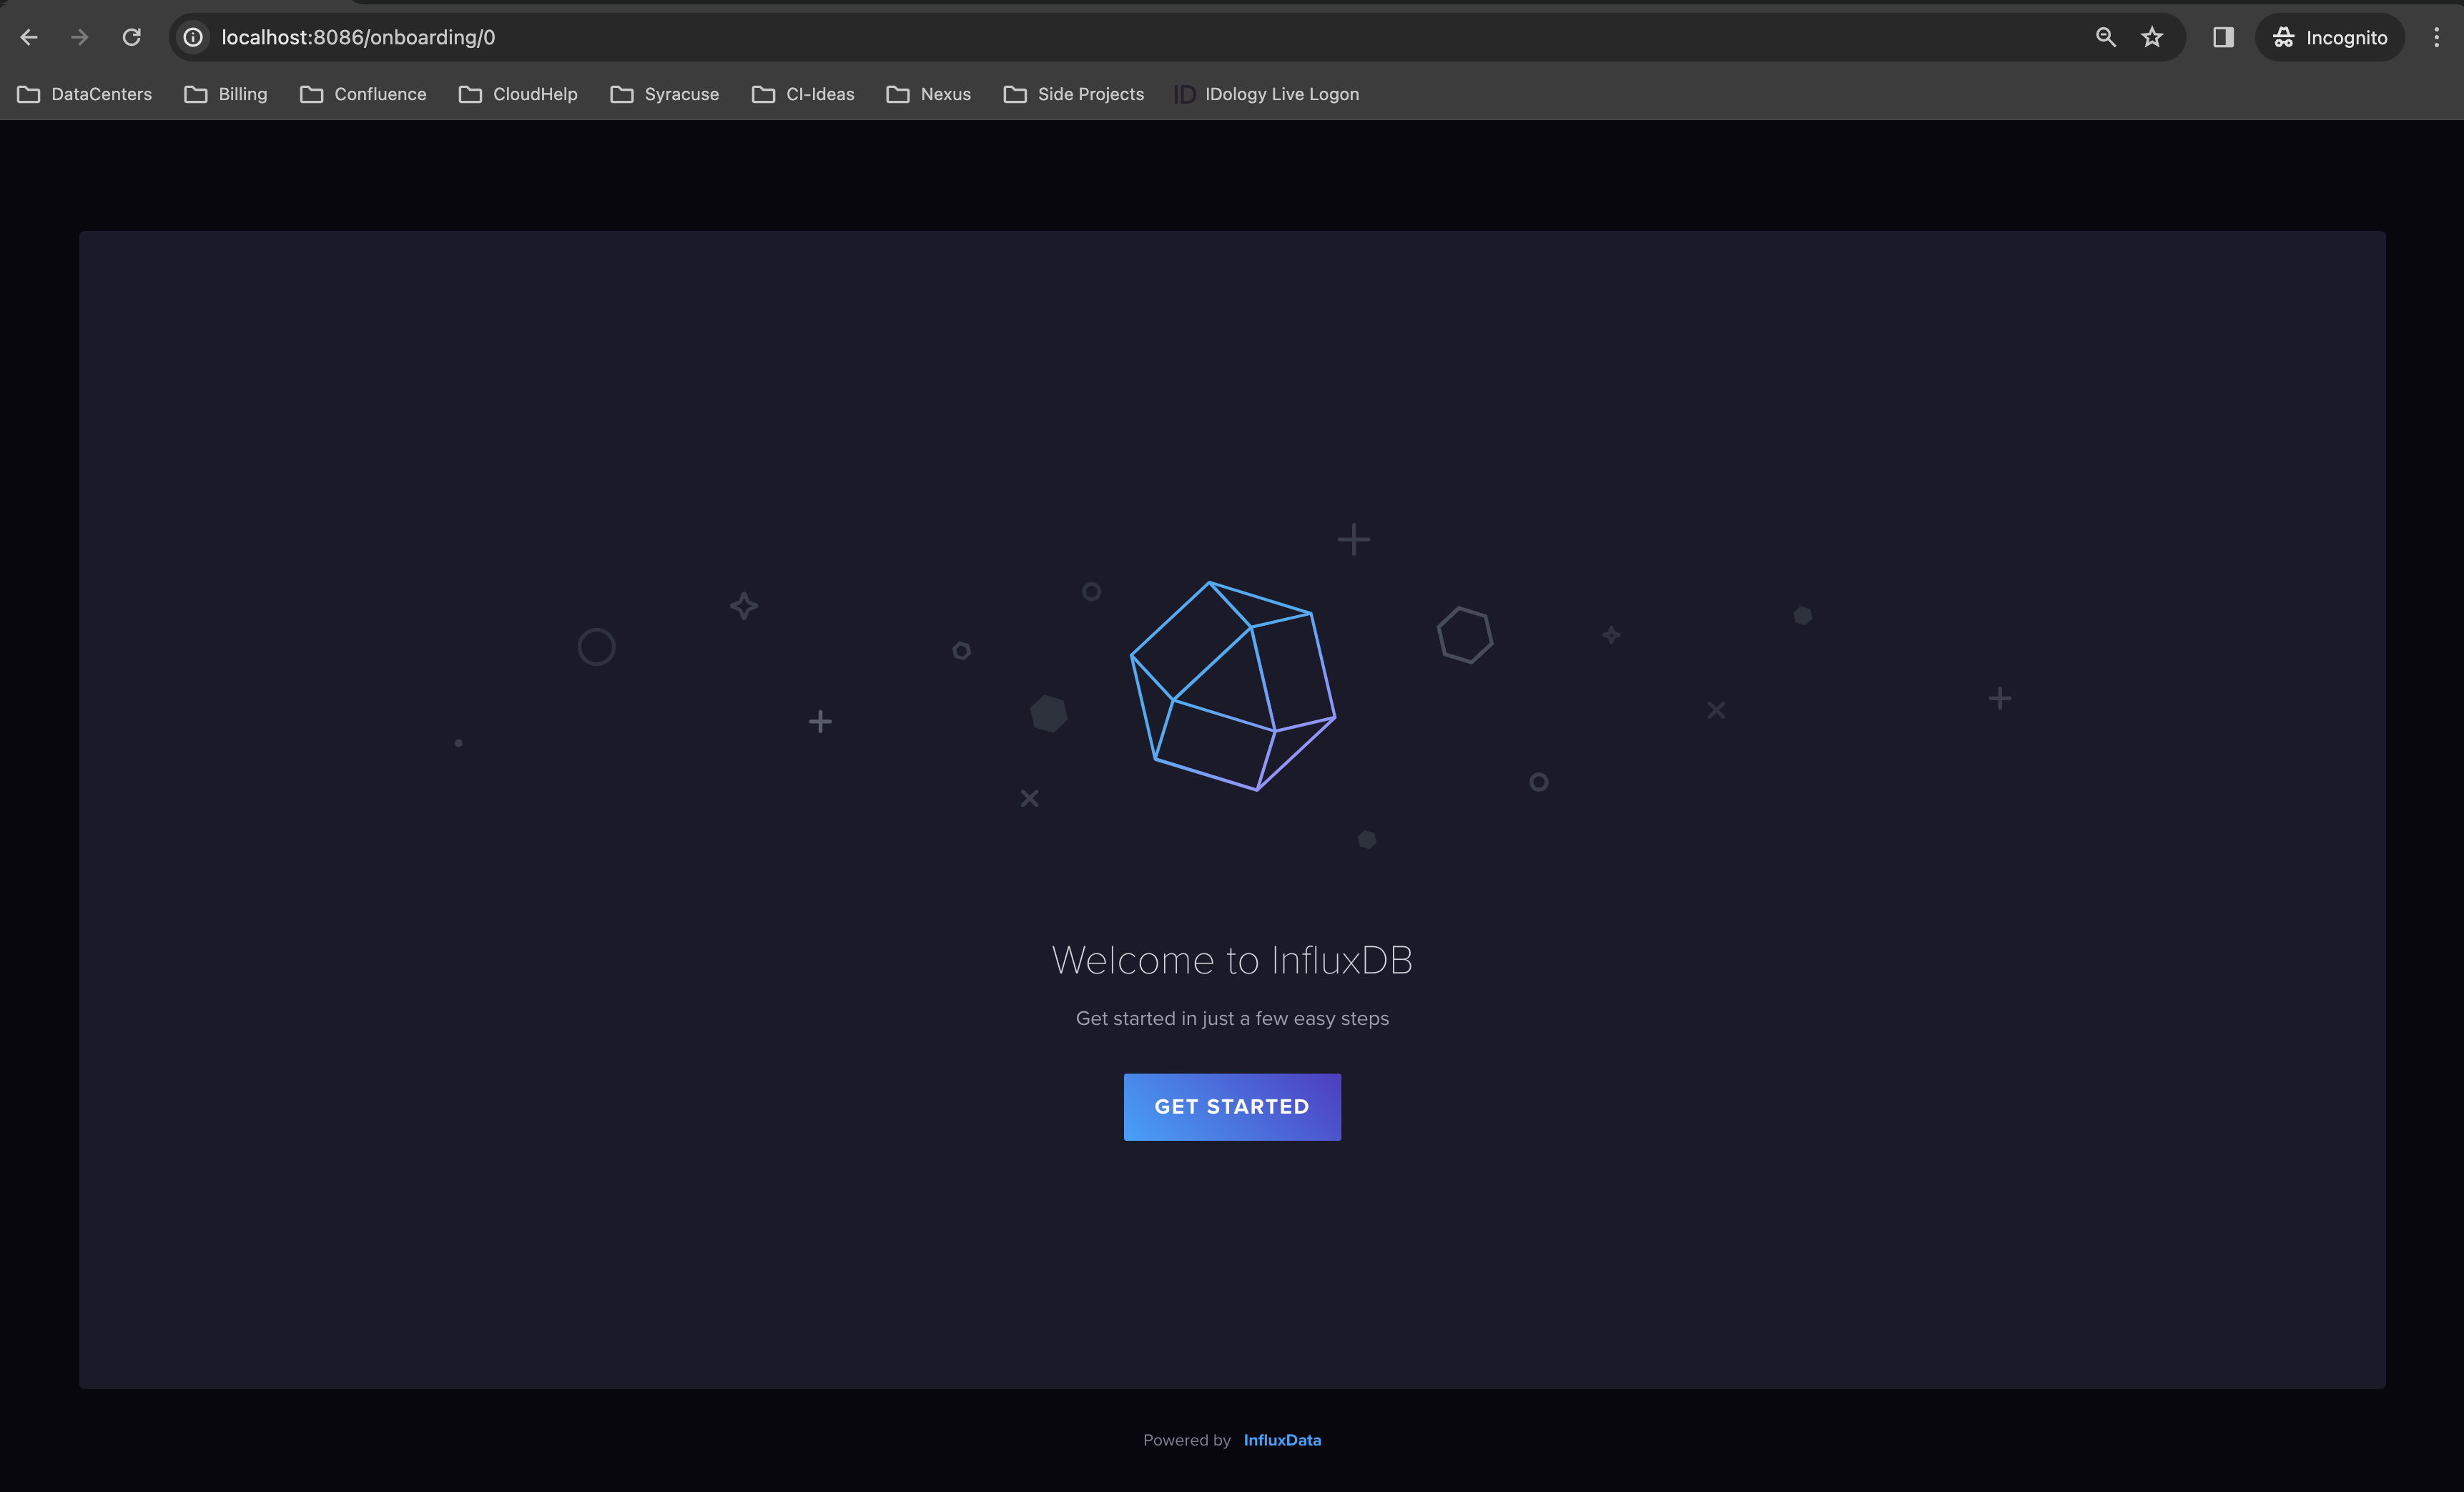 localhost:8086/onboarding/0
Incognito
DataCenters Billing Confluence CloudHelp Syracuse CI-Ideas Nexus Side Projects ID IDology Live Logon
Welcome to InfluxDB
Get started in just a few easy steps
GET STARTED
Powered by InfluxData